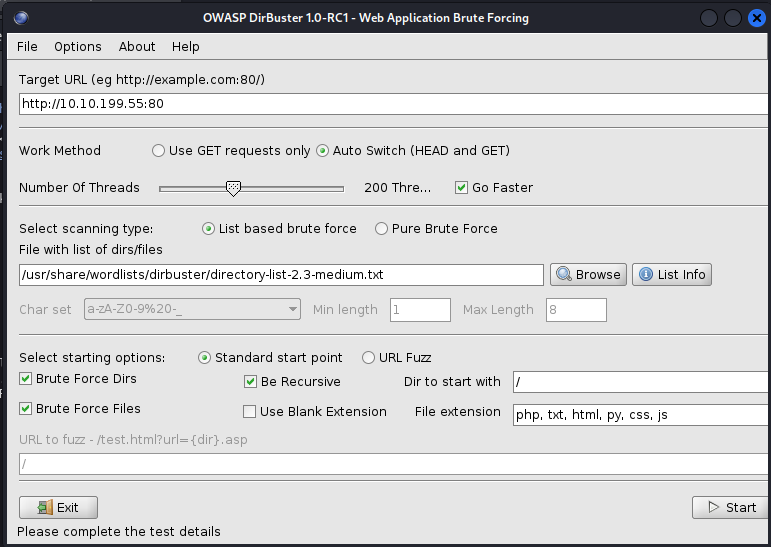 OWASP DirBuster 1.0-RC1 - Web Application Brute Forcing
File Options About Help
Target URL (eg http://example.com:80/)
http://10.10.199.55:80
Work Method Use GET requests only Auto Switch (HEAD and GET)
Number Of Threads 200 Thre... Go Faster
Select scanning type: List based brute force Pure Brute Force
File with list of dirs/files
/usr/share/wordlists/dirbuster/directory-list-2.3-medium.txt Browse List Info
Char set a-zA-Z0-9%20-_ Min length 1 Max Length 8
Select starting options: Standard start point URL Fuzz
Brute Force Dirs Be Recursive Dir to start with /
Brute Force Files Use Blank Extension File extension php, txt, html, py, css, js
URL to fuzz - /test.html?url={dir}.asp
/
Exit Start
Please complete the test details